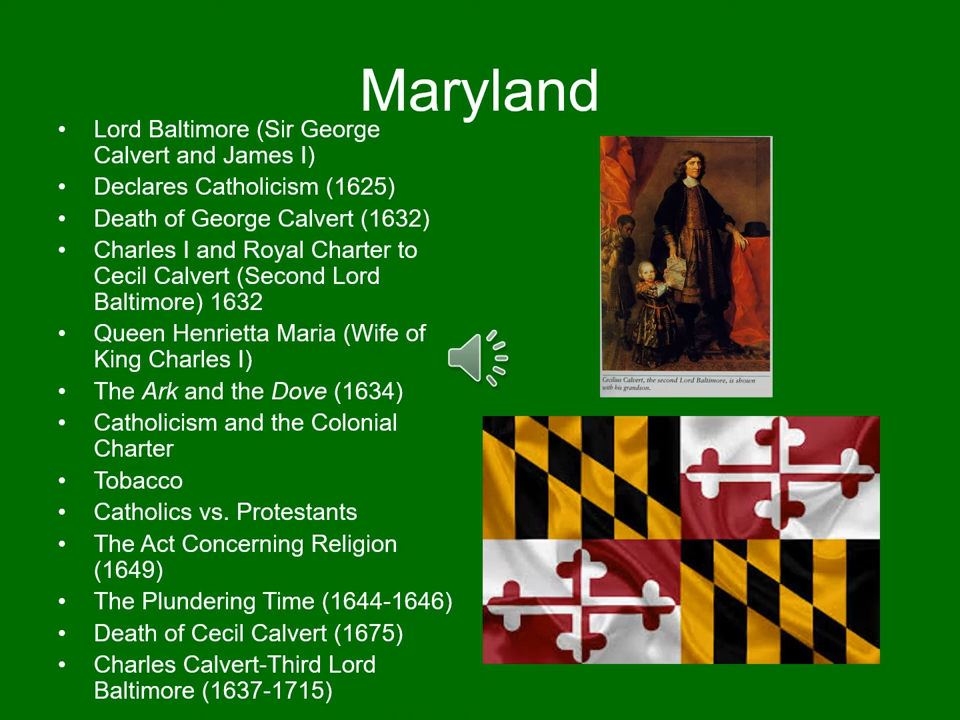 Maryland
• Lord Baltimore (Sir George
Calvert and James I)
• Declares Catholicism (1625)
• Death of George Calvert (1632)
• Charles I and Royal Charter to
Cecil Calvert (Second Lord
Baltimore) 1632
• Queen Henrietta Maria (Wife of
King Charles I)
• The Ark and the Dove (1634)
• Catholicism and the Colonial
Charter
• Tobacco
• Catholics vs. Protestants
• The Act Concerning Religion
(1649)
• The Plundering Time (1644-1646)
• Death of Cecil Calvert (1675)
• Charles Calvert-Third Lord
Baltimore (1637-1715)
Cecilius Calvert, the second Lord Baltimore, is shown
with his grandson.